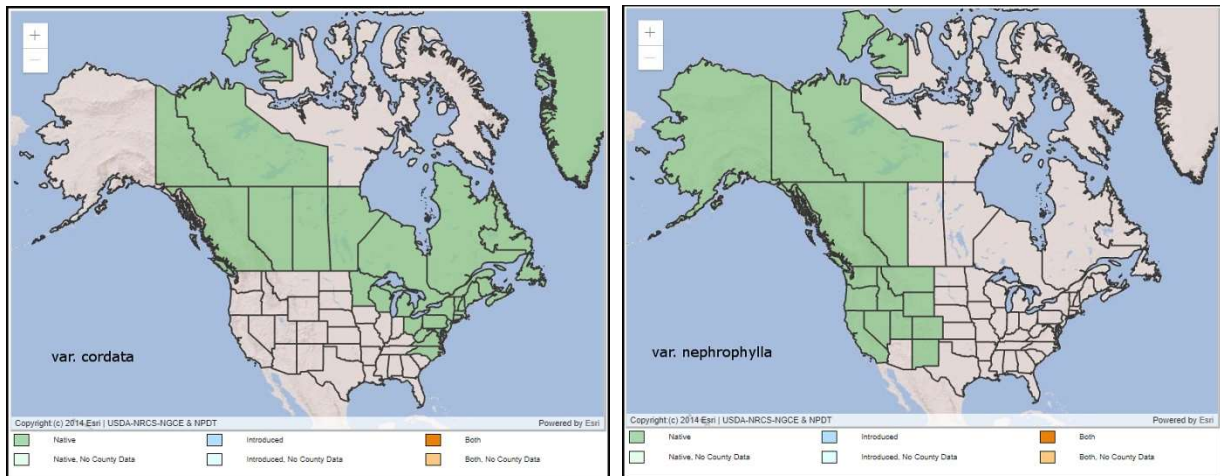 +
−
var. cordata
Copyright:(c) 2014 Esri | USDA-NRCS-NGCE & NPDT
Powered by Esri
Native
Introduced
Both
Native, No County Data
Introduced, No County Data
Both, No County Data
+
−
var. nephrophylla
Copyright:(c) 2014 Esri | USDA-NRCS-NGCE & NPDT
Powered by Esri
Native
Introduced
Both
Native, No County Data
Introduced, No County Data
Both, No County Data